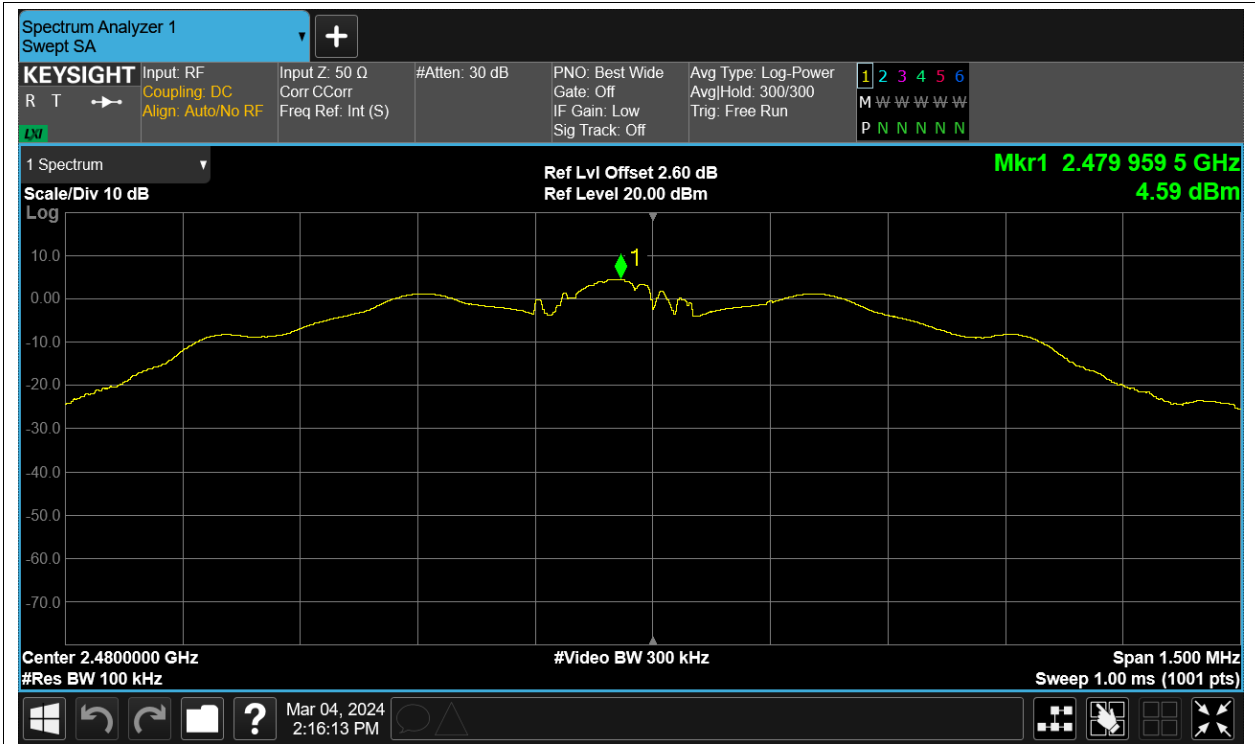 Spectrum Analyzer 1
Swept SA
KEYSIGHT
R T
LXI
Input: RF
Coupling: DC
Align: Auto/No RF
Input Z: 50 Ω
Corr CCorr
Freq Ref: Int (S)
#Atten: 30 dB
PNO: Best Wide
Gate: Off
IF Gain: Low
Sig Track: Off
Avg Type: Log-Power
Avg|Hold: 300/300
Trig: Free Run
1 2 3 4 5 6
M W W W W W
P N N N N N
1 Spectrum
Scale/Div 10 dB
Log
Ref Lvl Offset 2.60 dB
Ref Level 20.00 dBm
Mkr1 2.479 959 5 GHz
4.59 dBm
1
10.0
0.00
-10.0
-20.0
-30.0
-40.0
-50.0
-60.0
-70.0
Center 2.4800000 GHz
#Res BW 100 kHz
#Video BW 300 kHz
Span 1.500 MHz
Sweep 1.00 ms (1001 pts)
?
Mar 04, 2024
2:16:13 PM